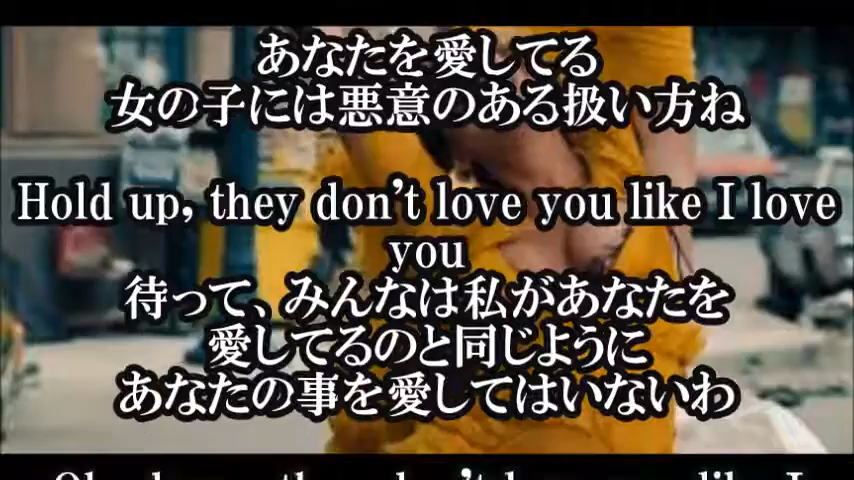 あなたを愛してる
女の子には悪意のある扱い方ね
Hold up, they don't love you like I love
you
待って、みんなは私があなたを
愛してるのと同じように
あなたの事を愛してはいないわ